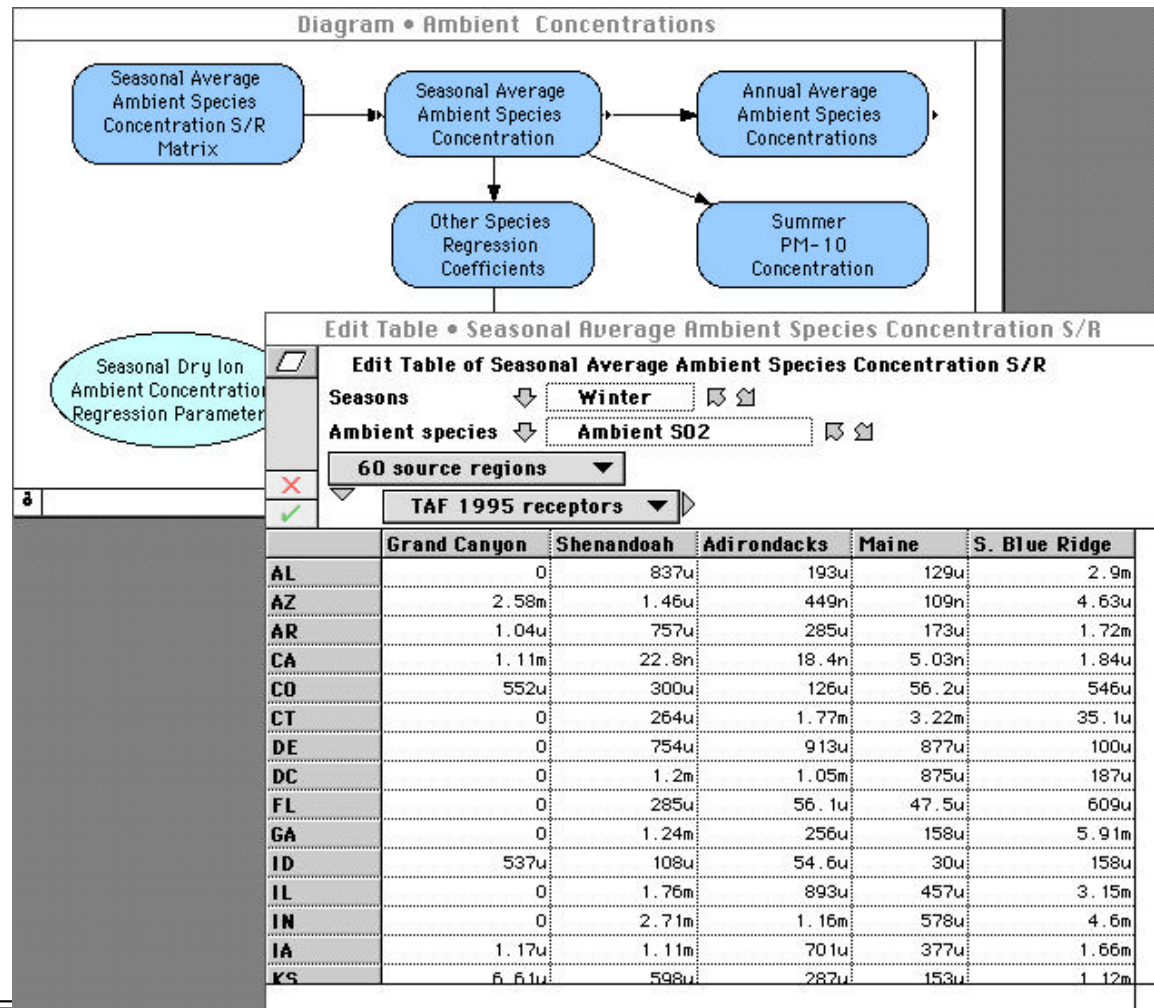 Diagram • Ambient Concentrations
Seasonal Average
Ambient Species
Concentration S/R
Matrix
Seasonal Average
Ambient Species
Concentration
Annual Average
Ambient Species
Concentrations
Other Species
Regression
Coefficients
Summer
PM-10
Concentration
Seasonal Dry Ion
Ambient Concentration
Regression Parameter
Edit Table • Seasonal Average Ambient Species Concentration S/R
Edit Table of Seasonal Average Ambient Species Concentration S/R
Seasons Winter
Ambient species Ambient SO2
60 source regions
TAF 1995 receptors
Grand Canyon Shenandoah Adirondacks Maine S. Blue Ridge
AL 0 837u 193u 129u 2.9m
AZ 2.58m 1.46u 449n 109n 4.63u
AR 1.04u 757u 285u 173u 1.72m
CA 1.11m 22.8n 18.4n 5.03n 1.84u
CO 552u 300u 126u 56.2u 546u
CT 0 264u 1.77m 3.22m 35.1u
DE 0 754u 913u 877u 100u
DC 0 1.2m 1.05m 875u 187u
FL 0 285u 56.1u 47.5u 609u
GA 0 1.24m 256u 158u 5.91m
ID 537u 108u 54.6u 30u 158u
IL 0 1.76m 893u 457u 3.15m
IN 0 2.71m 1.16m 578u 4.6m
IA 1.17u 1.11m 701u 377u 1.66m
KS 6.61u 598u 287u 153u 1.12m